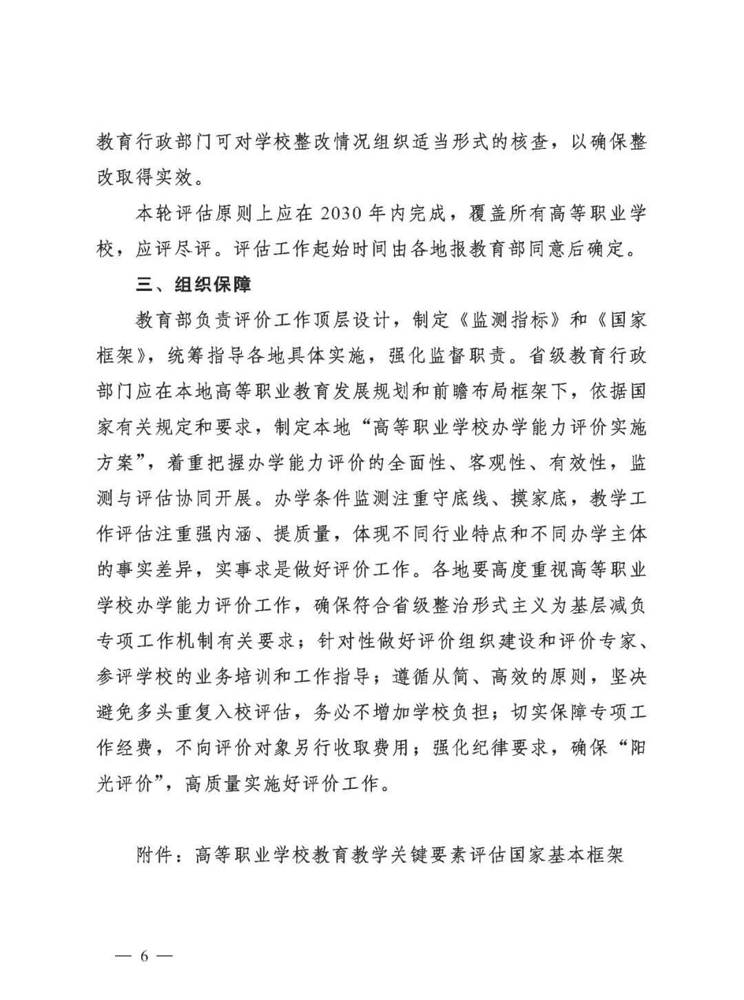 教育行政部门可对学校整改情况组织适当形式的核查，以确保整
改取得实效。
本轮评估原则上应在 2030 年内完成，覆盖所有高等职业学
校，应评尽评。评估工作起始时间由各地报教育部同意后确定。
三、组织保障
教育部负责评价工作顶层设计，制定《监测指标》和《国家
框架》，统筹指导各地具体实施，强化监督职责。省级教育行政
部门应在本地高等职业教育发展规划和前瞻布局框架下，依据国
家有关规定和要求，制定本地“高等职业学校办学能力评价实施
方案”，着重把握办学能力评价的全面性、客观性、有效性，监
测与评估协同开展。办学条件监测注重守底线、摸家底，教学工
作评估注重强内涵、提质量，体现不同行业特点和不同办学主体
的事实差异，实事求是做好评价工作。各地要高度重视高等职业
学校办学能力评价工作，确保符合省级整治形式主义为基层减负
专项工作机制有关要求；针对性做好评价组织建设和评价专家、
参评学校的业务培训和工作指导；遵循从简、高效的原则，坚决
避免多头重复入校评估，务必不增加学校负担；切实保障专项工
作经费，不向评价对象另行收取费用；强化纪律要求，确保“阳
光评价”，高质量实施好评价工作。
附件：高等职业学校教育教学关键要素评估国家基本框架
— 6 —